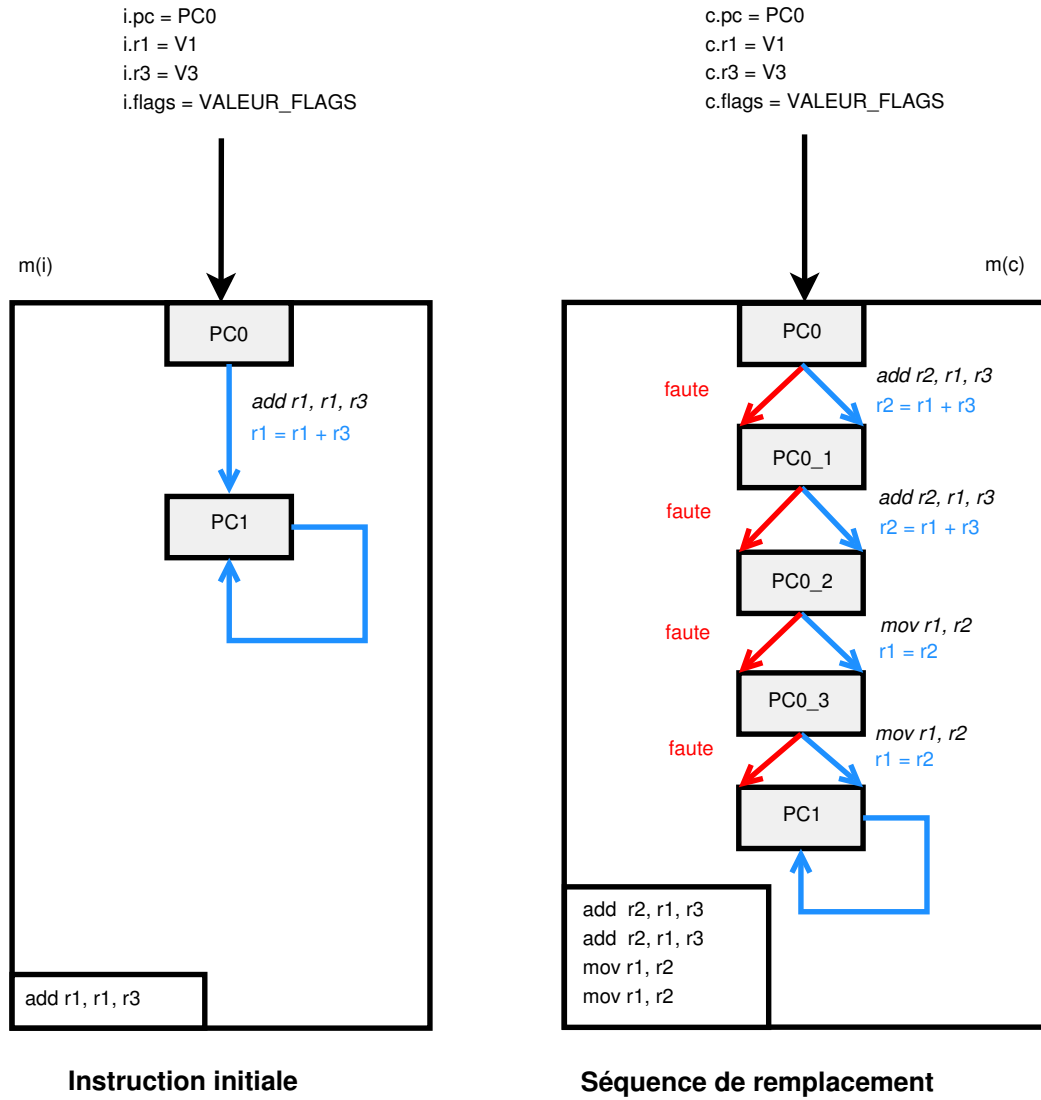 i.pc = PC0
i.r1 = V1
i.r3 = V3
i.flags = VALEUR_FLAGS
m(i)
PC0
add r1, r1, r3
r1 = r1 + r3
PC1
add r1, r1, r3
Instruction initiale
c.pc = PC0
c.r1 = V1
c.r3 = V3
c.flags = VALEUR_FLAGS
m(c)
PC0
faute
add r2, r1, r3
r2 = r1 + r3
PC0_1
faute
add r2, r1, r3
r2 = r1 + r3
PC0_2
faute
mov r1, r2
r1 = r2
PC0_3
faute
mov r1, r2
r1 = r2
PC1
add r2, r1, r3
add r2, r1, r3
mov r1, r2
mov r1, r2
Séquence de remplacement